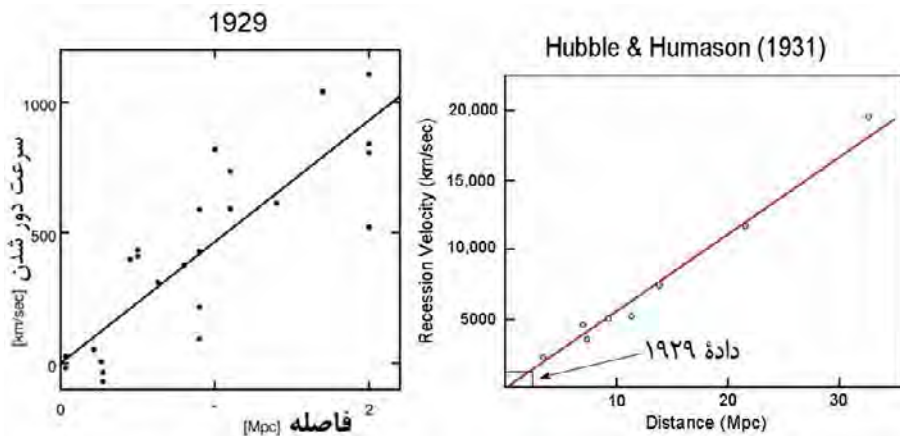 1929
1000
500
0
سرعت دور شدن [km/sec]
0
2
فاصله [Mpc]
Hubble & Humason (1931)
20,000
15,000
10,000
5000
Recession Velocity (km/sec)
دادهٔ ۱۹۲۹
10
20
30
Distance (Mpc)